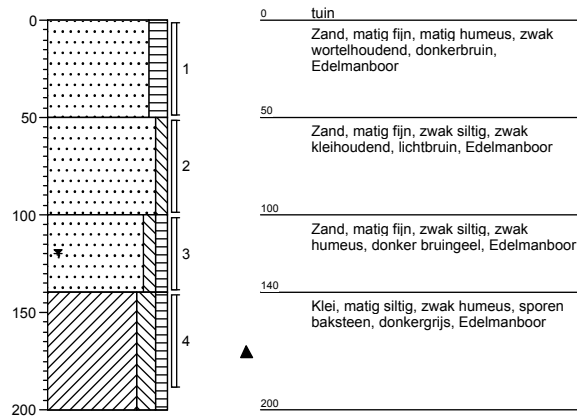 0
50
100
150
200
1
2
3
4
0 tuin
Zand, matig fijn, matig humeus, zwak
wortelhoudend, donkerbruin,
Edelmanboor
50
Zand, matig fijn, zwak siltig, zwak
kleihoudend, lichtbruin, Edelmanboor
100
Zand, matig fijn, zwak siltig, zwak
humeus, donker bruingeel, Edelmanboor
140
Klei, matig siltig, zwak humeus, sporen
baksteen, donkergrijs, Edelmanboor
200